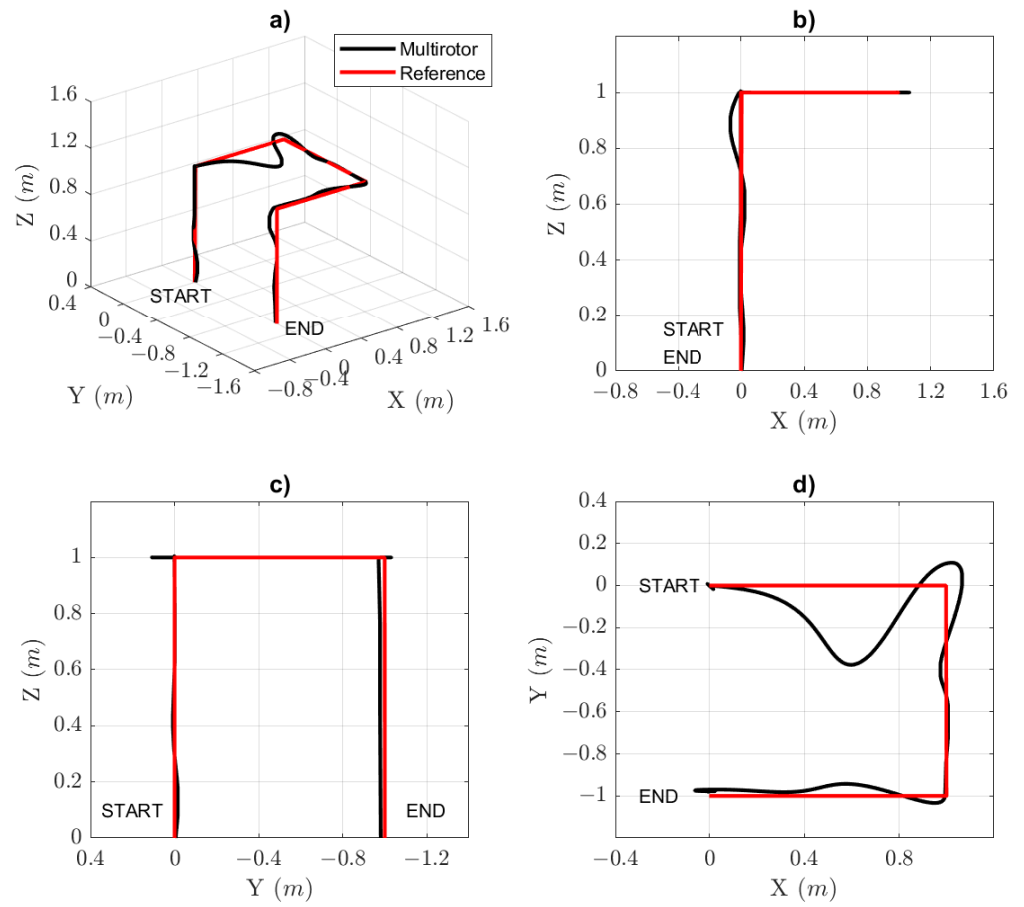 a)
Multirotor
Reference
1.6
1.2
0.8
0.4
0
Z (m)
0.4
0
−0.4
−0.8
−1.2
−1.6
Y (m)
−0.8
−0.4
0
0.4
0.8
1.2
1.6
X (m)
START
END
b)
1
0.8
0.6
0.4
0.2
0
Z (m)
START
END
−0.8
−0.4
0
0.4
0.8
1.2
1.6
X (m)
c)
1
0.8
0.6
0.4
0.2
0
Z (m)
START
END
0.4
0
−0.4
−0.8
−1.2
Y (m)
d)
0.4
0.2
0
−0.2
−0.4
−0.6
−0.8
−1
Y (m)
START
END
−0.4
0
0.4
0.8
X (m)